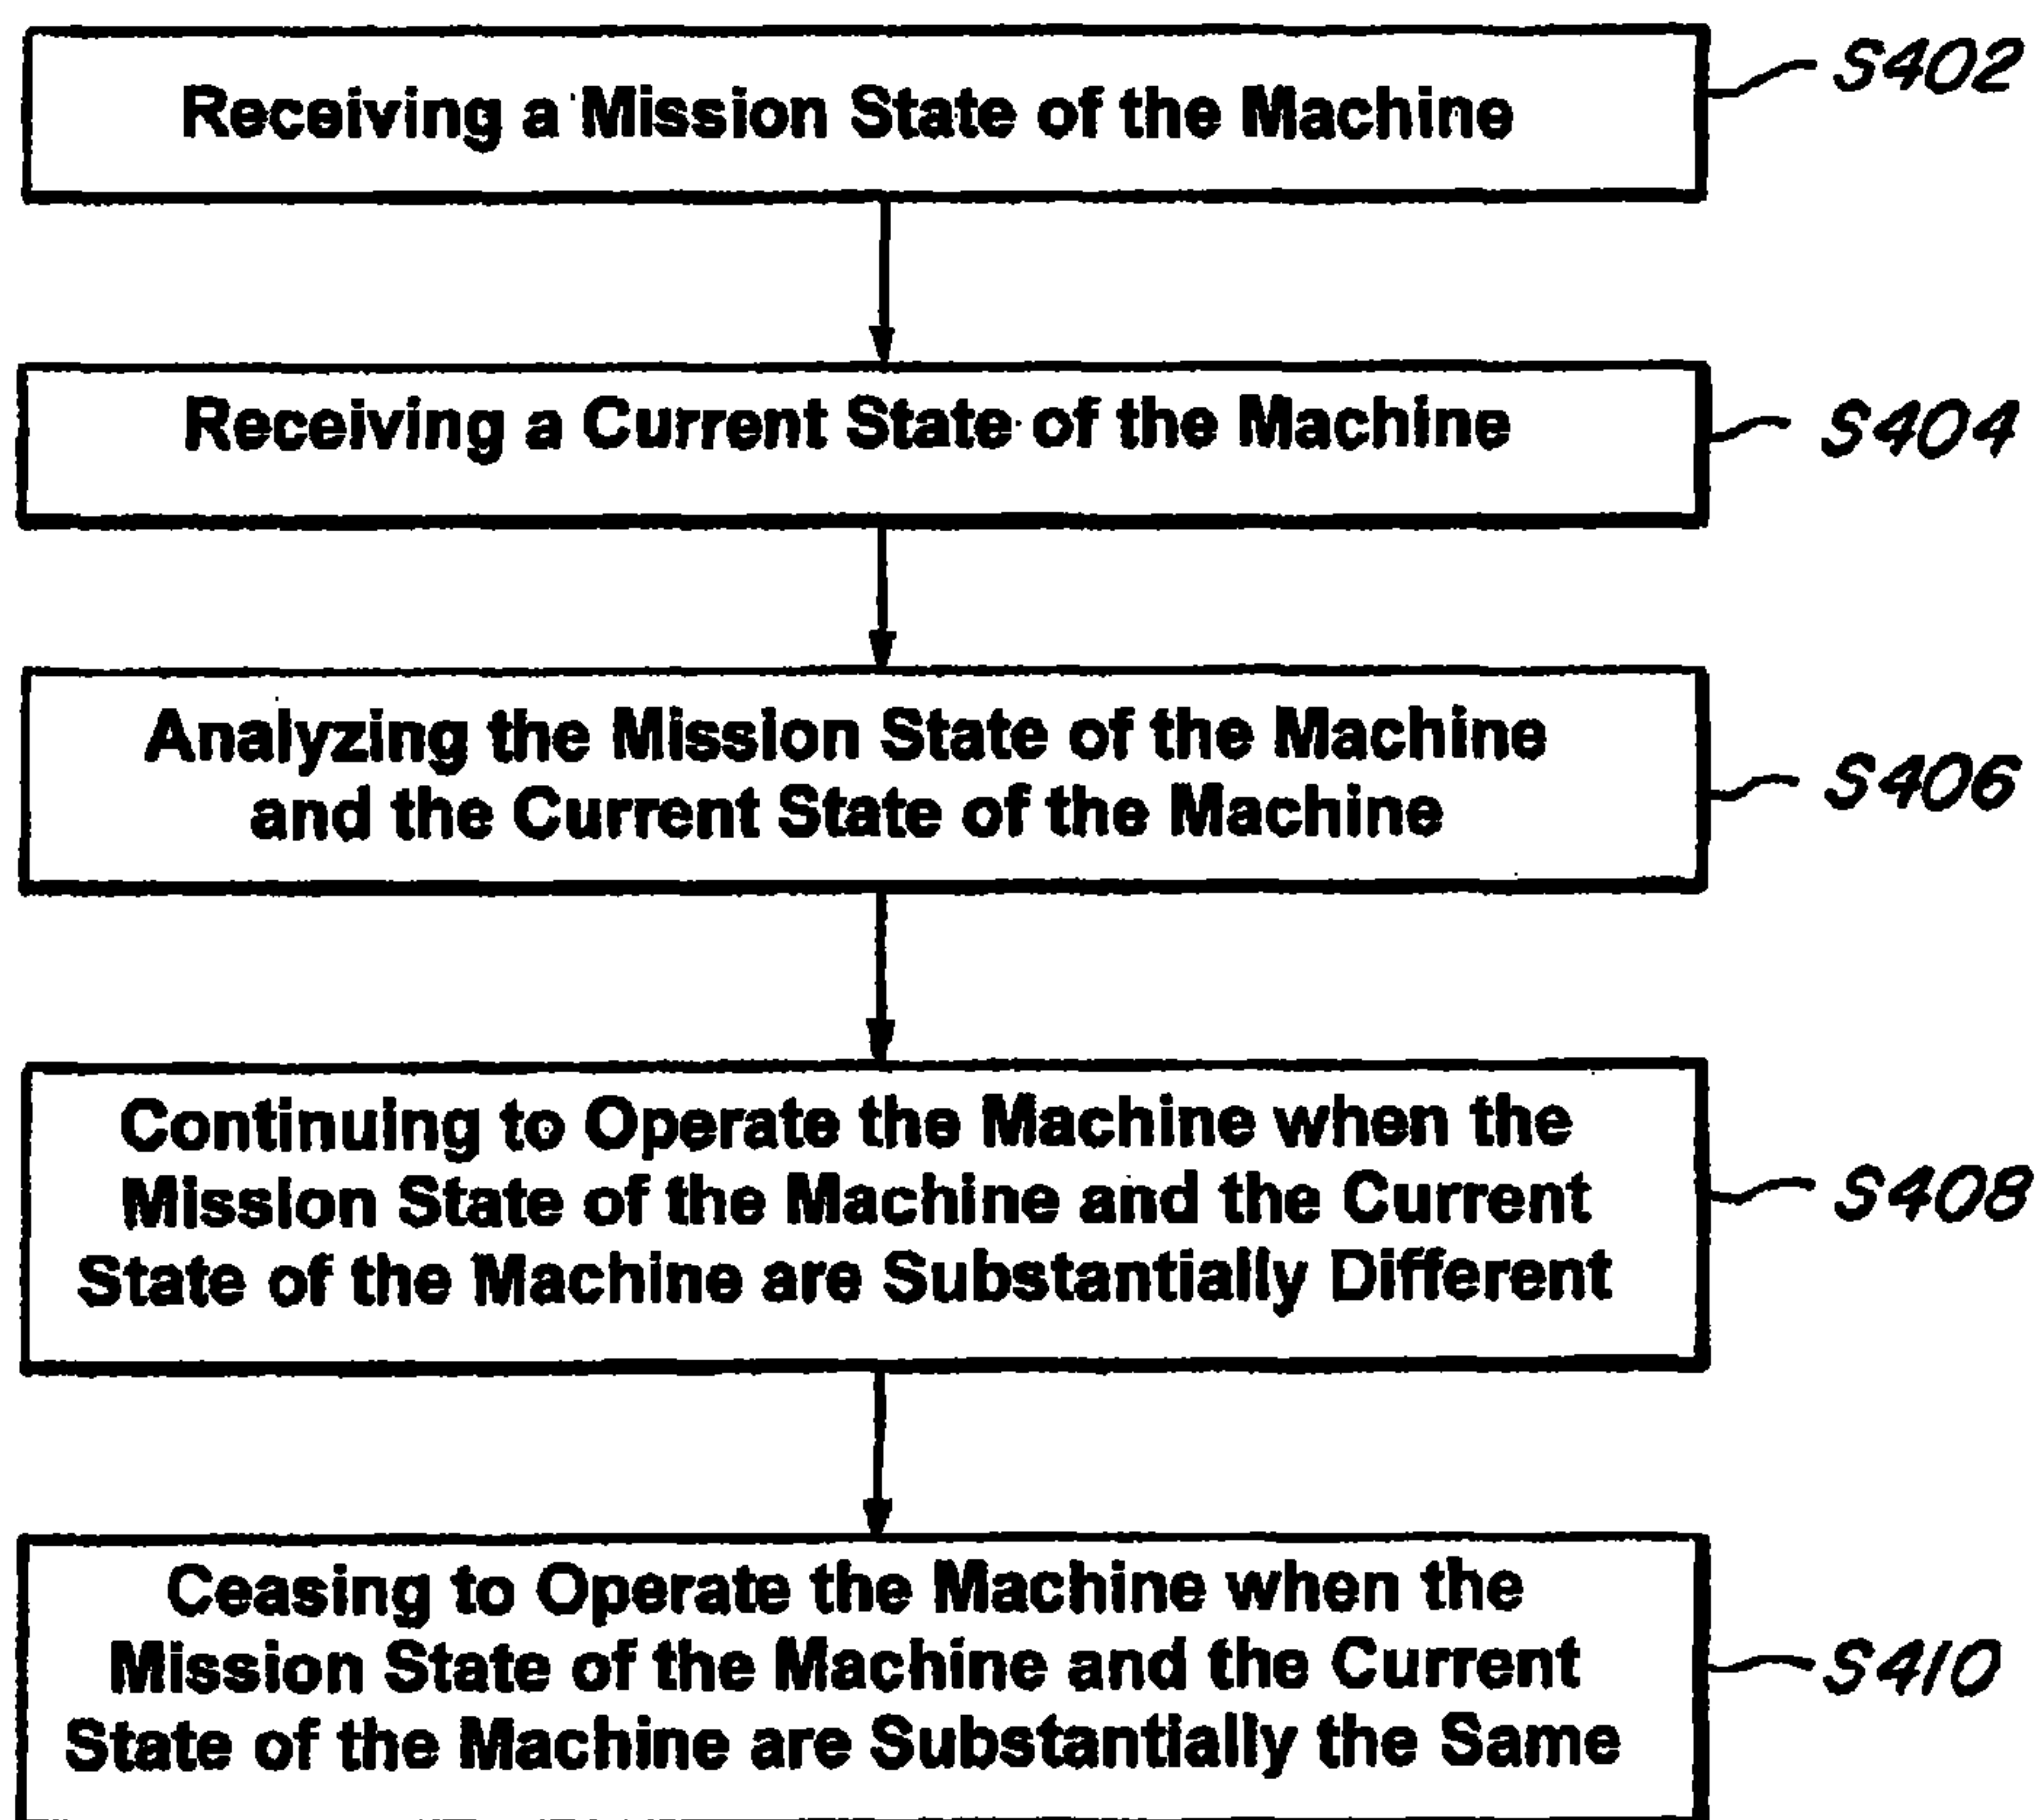 Receiving a Mission State of the Machine
S402
Receiving a Current State of the Machine
S404
Analyzing the Mission State of the Machine
and the Current State of the Machine
S406
Continuing to Operate the Machine when the
Mission State of the Machine and the Current
State of the Machine are Substantially Different
S408
Ceasing to Operate the Machine when the
Mission State of the Machine and the Current
State of the Machine are Substantially the Same
S410